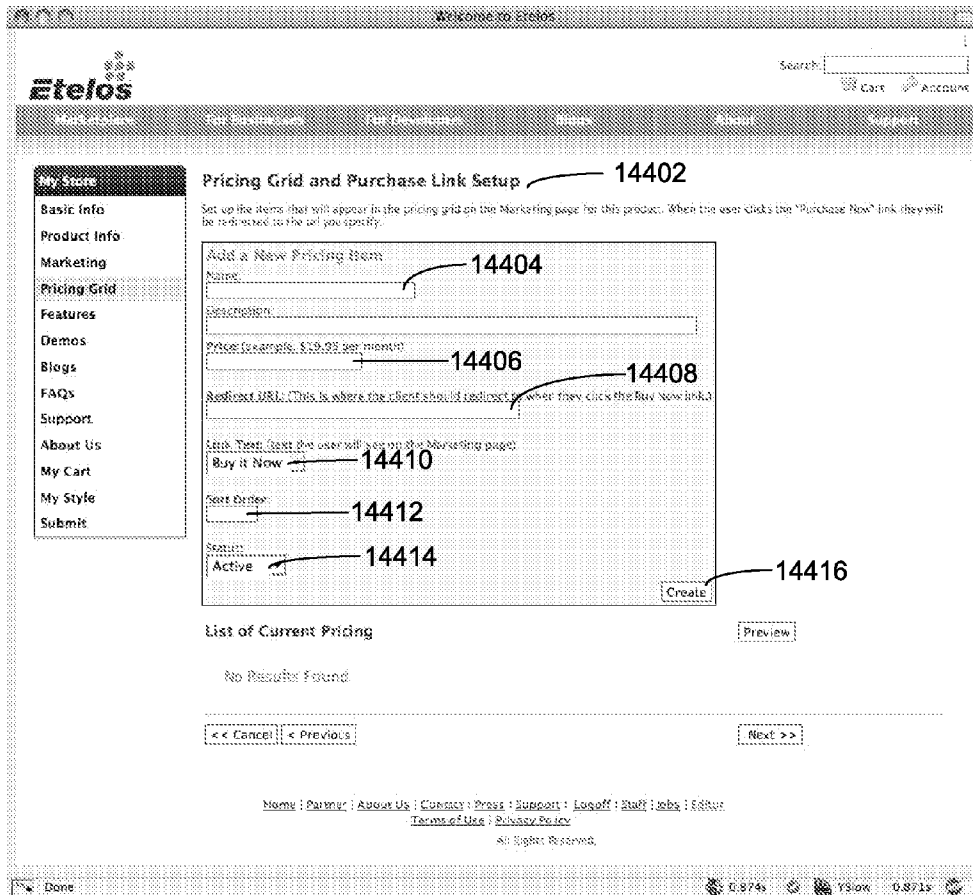 Welcome to Etelos
Etelos
Search:
Cart Account
Marketplace For Businesses For Developers Blogs About Support
My Store
Basic Info
Product Info
Marketing
Pricing Grid
Features
Demos
Blogs
FAQs
Support
About Us
My Cart
My Style
Submit
Pricing Grid and Purchase Link Setup 14402
Set up the items that will appear in the pricing grid on the Marketing page for this product. When the user clicks the "Purchase Now" link they will
be redirected to the url you specify.
Add a New Pricing Item
Name: 14404
Description:
Price (example, $19.95 per month)
14406
14408
Redirect URL: (This is where the client should redirect to when they click the Buy Now link.)
Link Text: (text the user will see on the Marketing page)
Buy it Now 14410
Sort Order:
14412
Status:
Active 14414
14416
Create
List of Current Pricing Preview
No Results Found
<< Cancel < Previous Next >>
Home | Partner | About Us | Contact | Press | Support | Logoff | Staff | Jobs | Editor
Terms of Use | Privacy Policy
All Rights Reserved.
Done 0.874s YSlow 0.871s